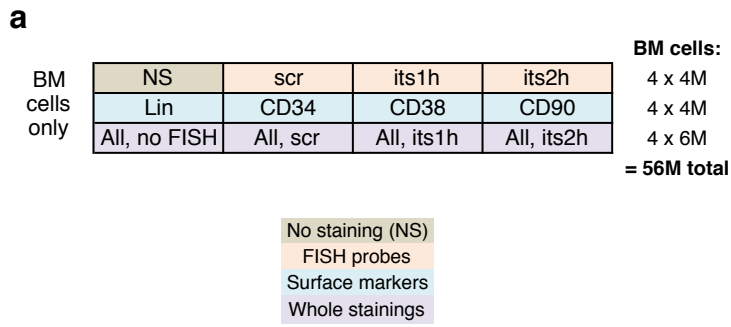 a
BM cells:
BM cells only
NS scr its1h its2h 4 x 4M
Lin CD34 CD38 CD90 4 x 4M
All, no FISH All, scr All, its1h All, its2h 4 x 6M
= 56M total
No staining (NS)
FISH probes
Surface markers
Whole stainings